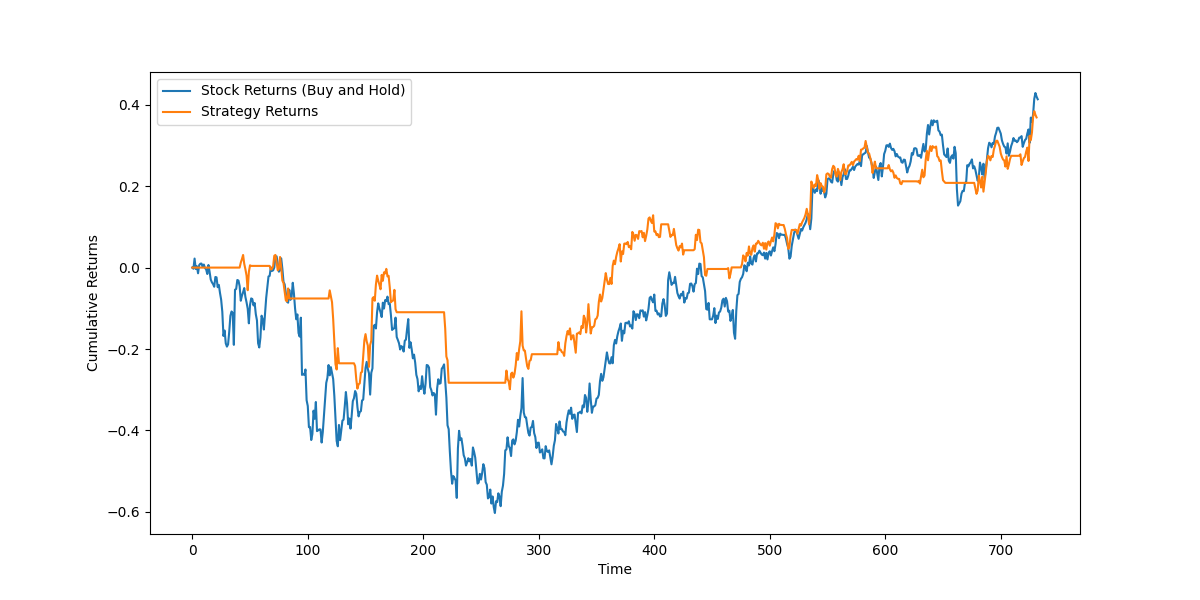 Stock Returns (Buy and Hold)
Strategy Returns
Cumulative Returns
0.4
0.2
0.0
−0.2
−0.4
−0.6
0 100 200 300 400 500 600 700
Time